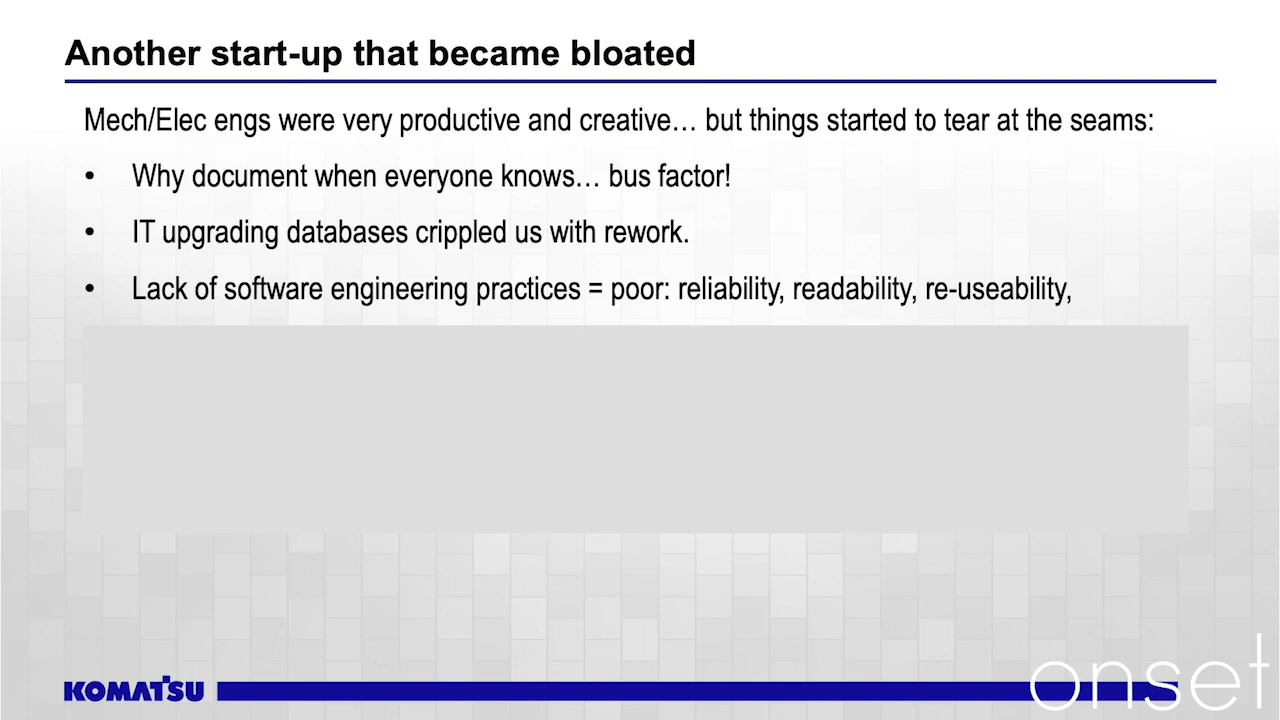 Another start-up that became bloated
Mech/Elec engs were very productive and creative… but things started to tear at the seams:
• Why document when everyone knows… bus factor!
• IT upgrading databases crippled us with rework.
• Lack of software engineering practices = poor: reliability, readability, re-useability,
KOMATSU
onset